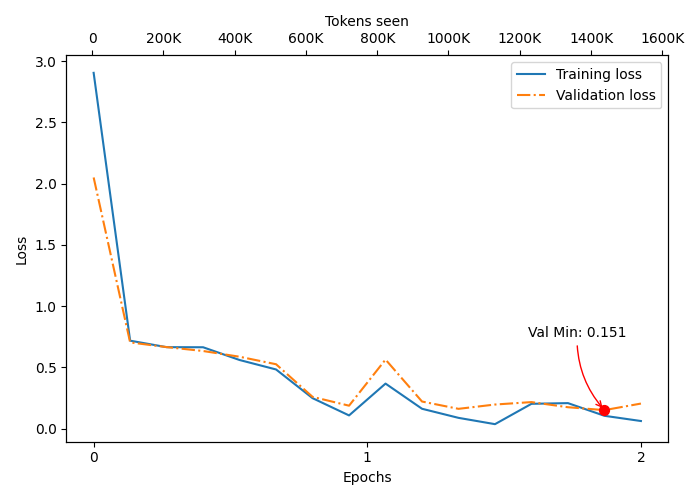 Tokens seen
0 200K 400K 600K 800K 1000K 1200K 1400K 1600K
3.0
Training loss
Validation loss
2.5
2.0
1.5
Loss
1.0
Val Min: 0.151
0.5
0.0
0 1 2
Epochs